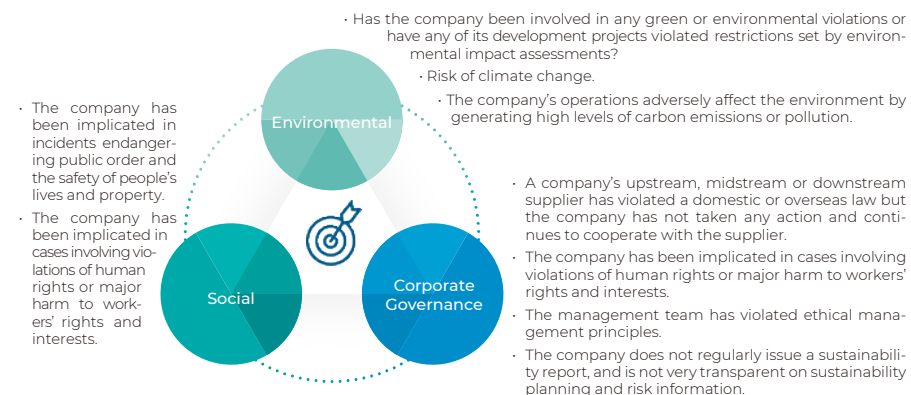 · Has the company been involved in any green or environmental violations or
have any of its development projects violated restrictions set by environ-
mental impact assessments?
· Risk of climate change.
· The company's operations adversely affect the environment by
generating high levels of carbon emissions or pollution.
Environmental
· The company has
been implicated in
incidents endanger-
ing public order and
the safety of people's
lives and property.
· The company has
been implicated in
cases involving vio-
lations of human
rights or major
harm to work-
ers' rights and
interests.
Social
Corporate
Governance
· A company's upstream, midstream or downstream
supplier has violated a domestic or overseas law but
the company has not taken any action and conti-
nues to cooperate with the supplier.
· The company has been implicated in cases involving
violations of human rights or major harm to workers'
rights and interests.
· The management team has violated ethical mana-
gement principles.
· The company does not regularly issue a sustainabili-
ty report, and is not very transparent on sustainability
planning and risk information.